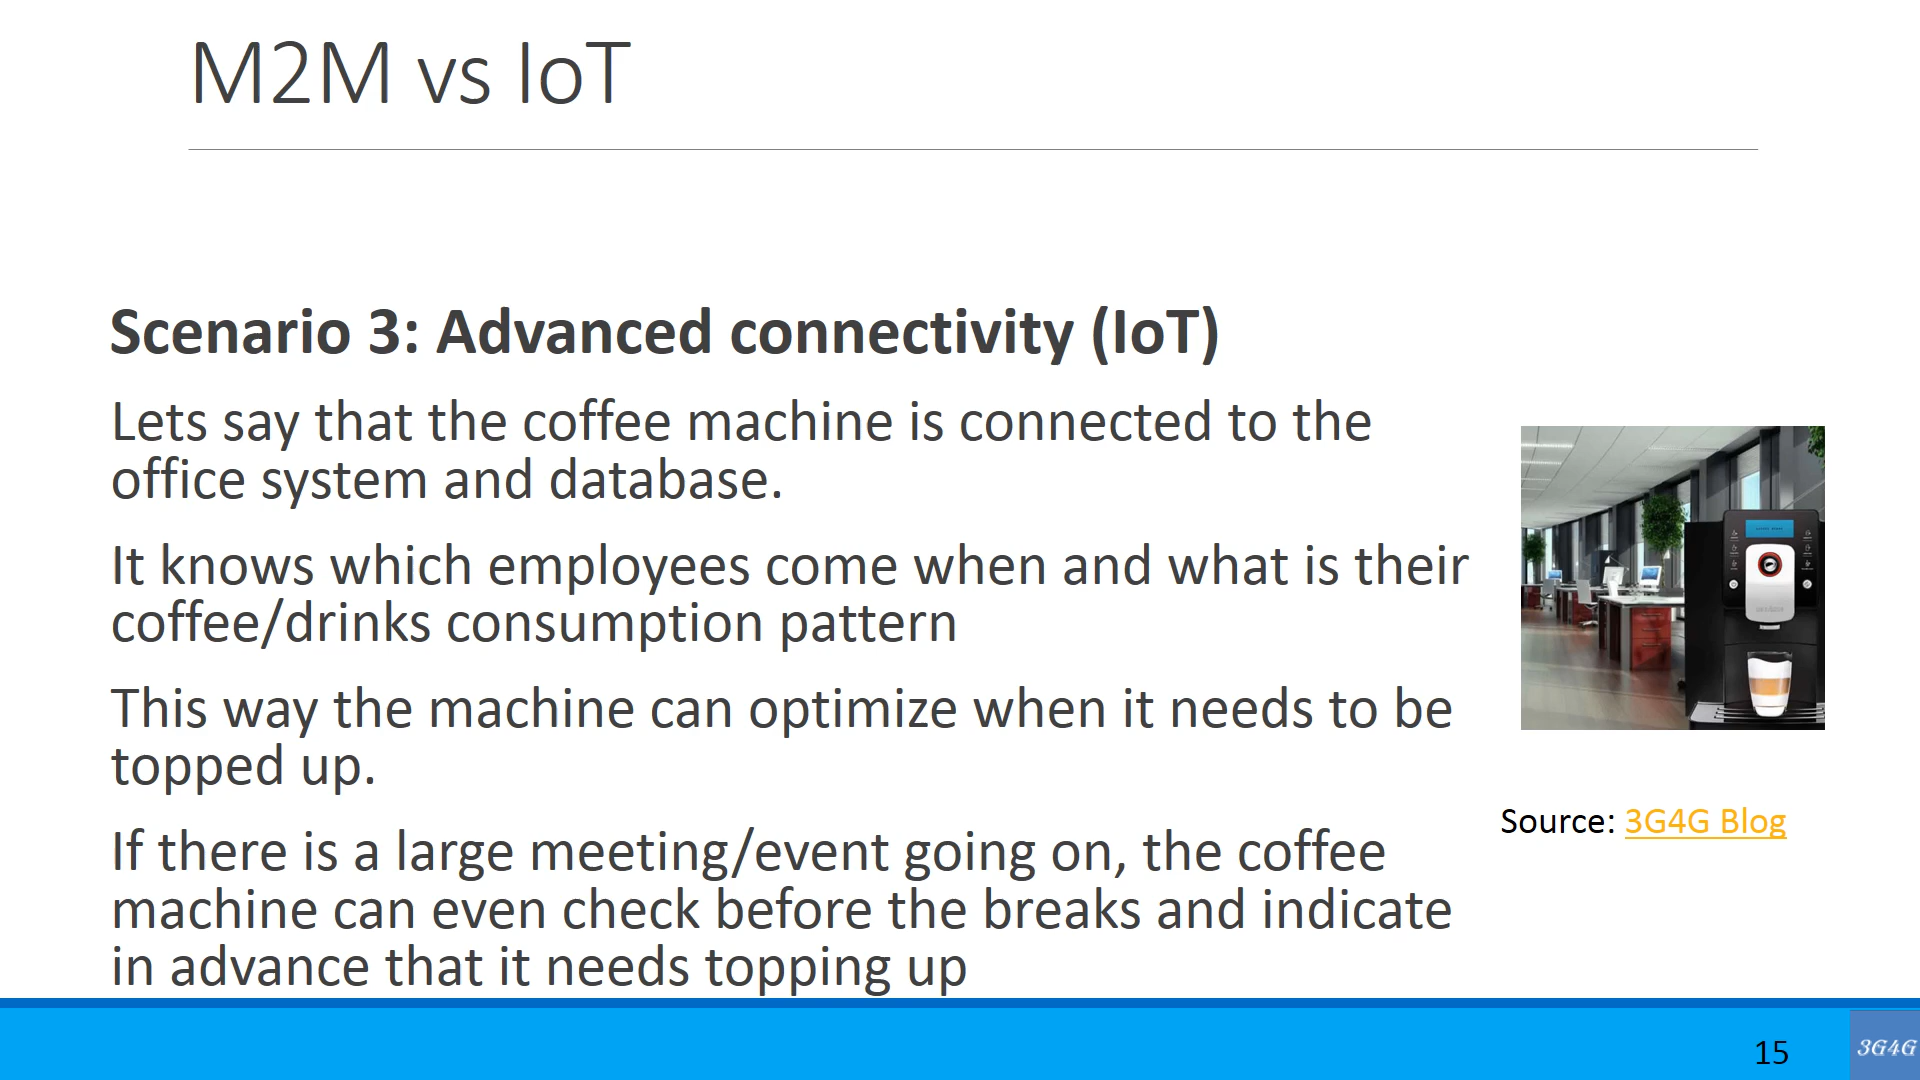 M2M vs IoT
Scenario 3: Advanced connectivity (IoT)
Lets say that the coffee machine is connected to the
office system and database.
It knows which employees come when and what is their
coffee/drinks consumption pattern
This way the machine can optimize when it needs to be
topped up.
If there is a large meeting/event going on, the coffee
machine can even check before the breaks and indicate
in advance that it needs topping up
Source: 3G4G Blog
15
3G4G